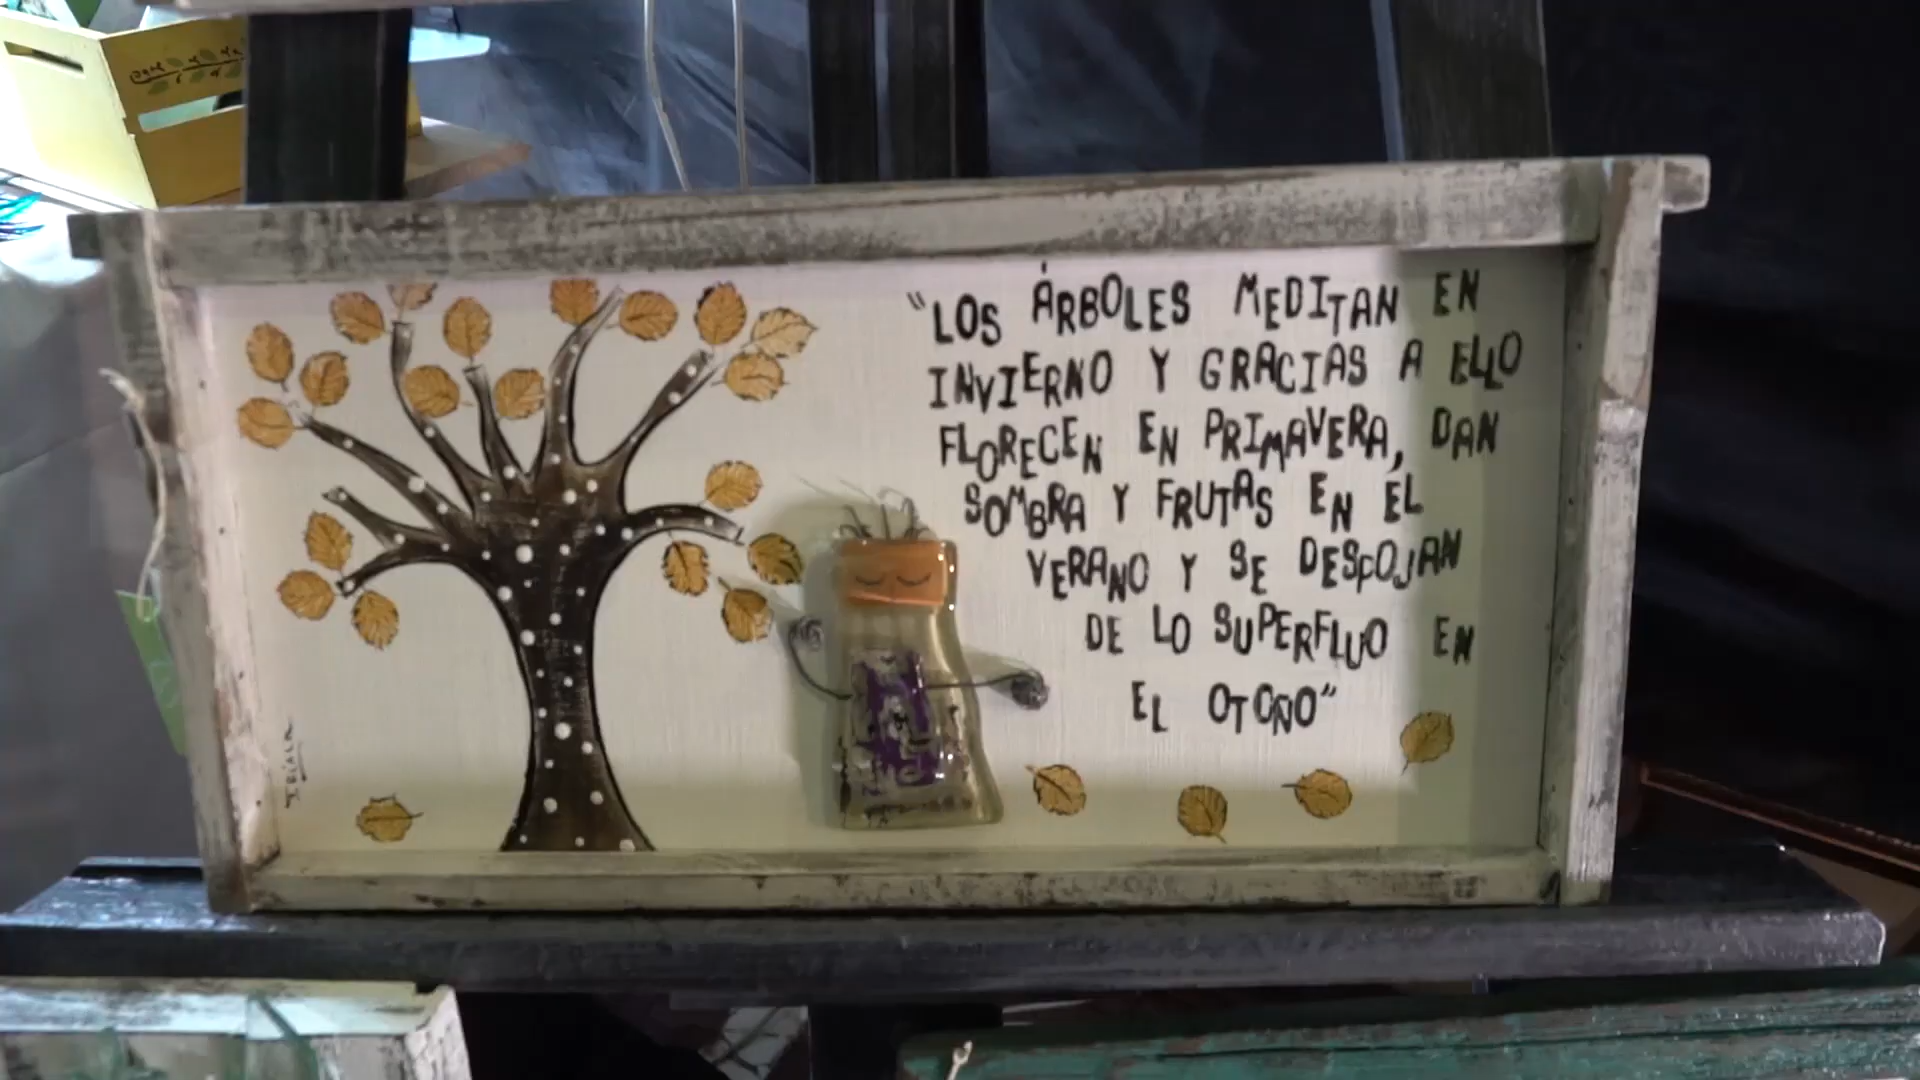 "LOS ÁRBOLES MEDITAN EN
INVIERNO Y GRACIAS A ELLO
FLORECEN EN PRIMAVERA, DAN
SOMBRA Y FRUTAS EN ÉL
VERANO Y SE DESPOJAN
DE LO SUPERFLUO EN
EL OTOÑO"